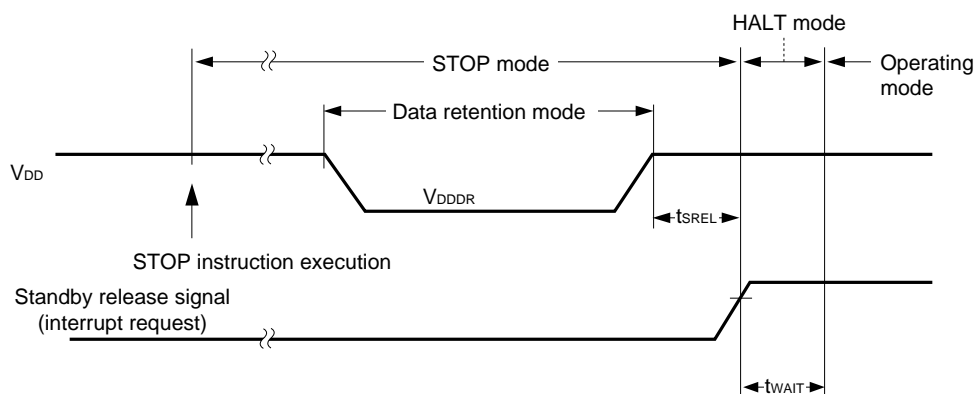 HALT mode
STOP mode
Operating
mode
Data retention mode
VDD
VDDDR
tSREL
STOP instruction execution
Standby release signal
(interrupt request)
tWAIT